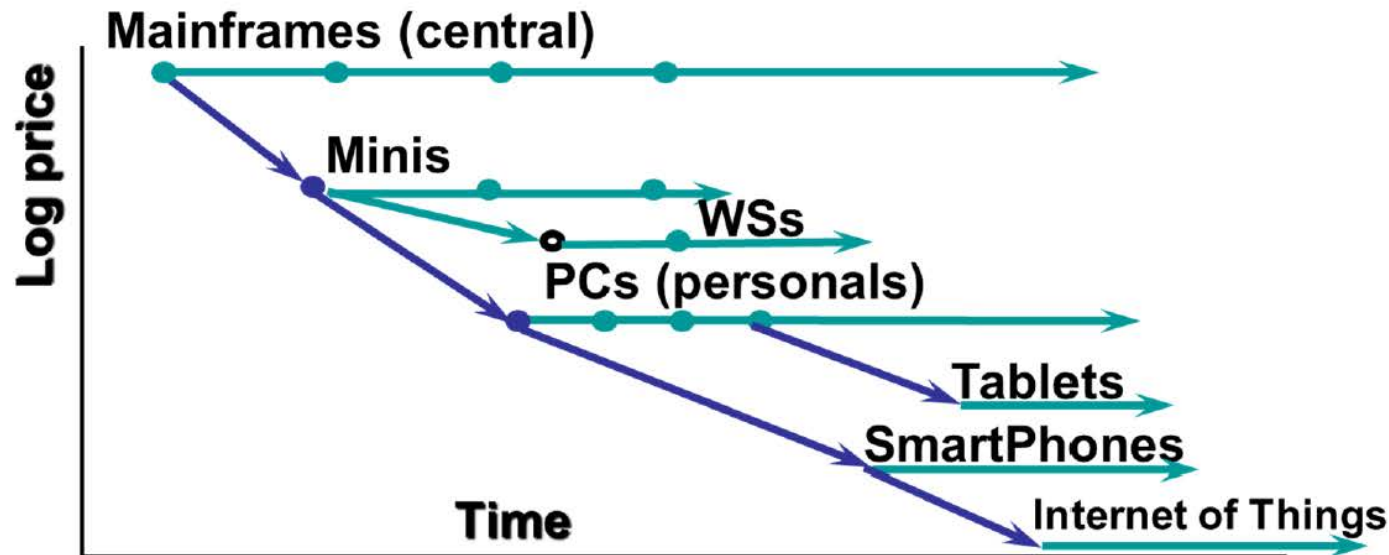 Mainframes (central)
Log price
Minis
WSs
PCs (personals)
Tablets
SmartPhones
Internet of Things
Time